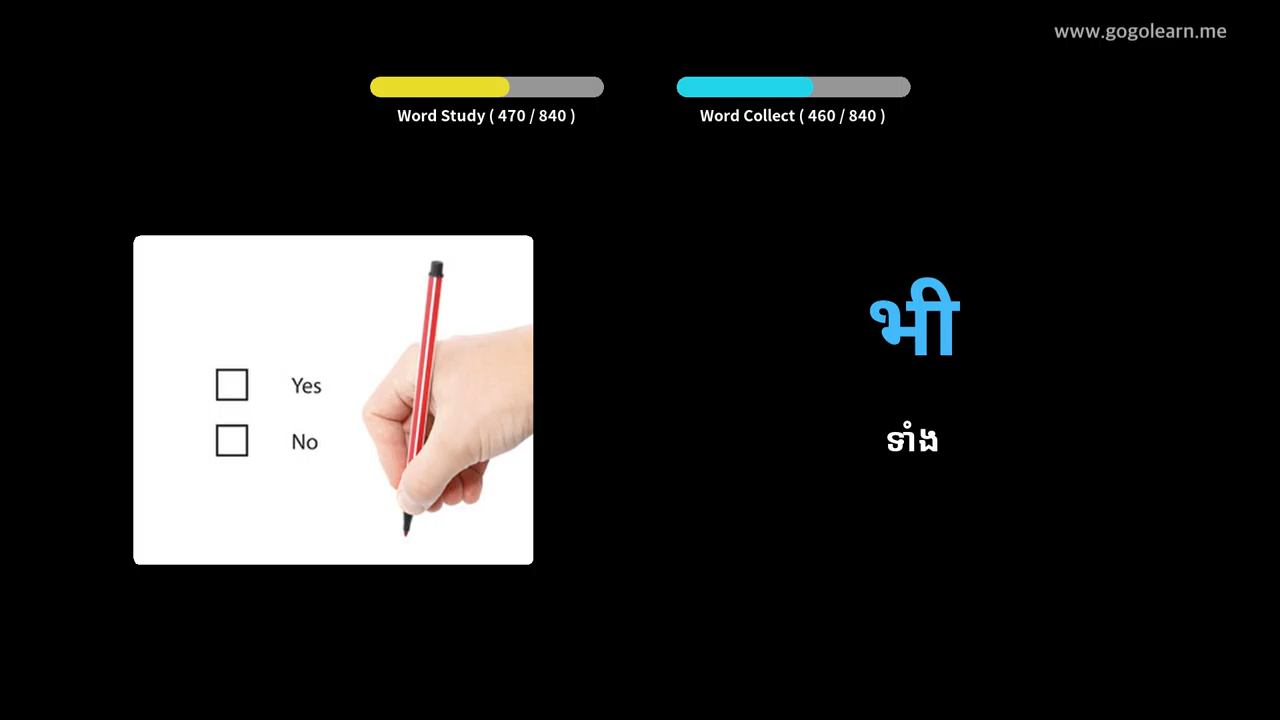 www.gogolearn.me
Word Study ( 470 / 840 )
Word Collect ( 460 / 840 )
Yes
No
भी
ទាំង